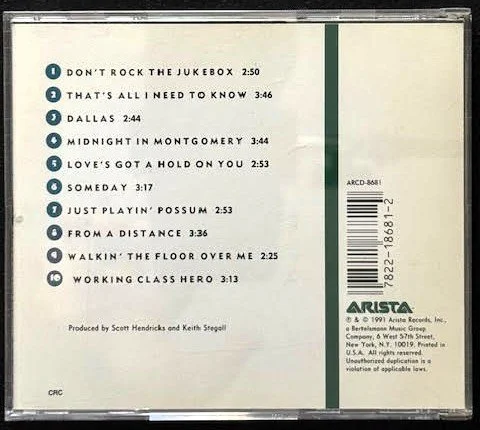 1 DON'T ROCK THE JUKEBOX 2:50
2 THAT'S ALL I NEED TO KNOW 3:46
3 DALLAS 2:44
4 MIDNIGHT IN MONTGOMERY 3:44
5 LOVE'S GOT A HOLD ON YOU 2:53
6 SOMEDAY 3:17
7 JUST PLAYIN' POSSUM 2:53
8 FROM A DISTANCE 3:36
9 WALKIN' THE FLOOR OVER ME 2:25
10 WORKING CLASS HERO 3:13
Produced by Scott Hendricks and Keith Stegall
CRC
ARCD-8681
7822-18681-2
ARISTA
℗ & © 1991 Arista Records, Inc.,
a Bertelsmann Music Group
Company, 6 West 57th Street,
New York, N.Y. 10019. Printed in
U.S.A. All rights reserved.
Unauthorized duplication is a
violation of applicable laws.